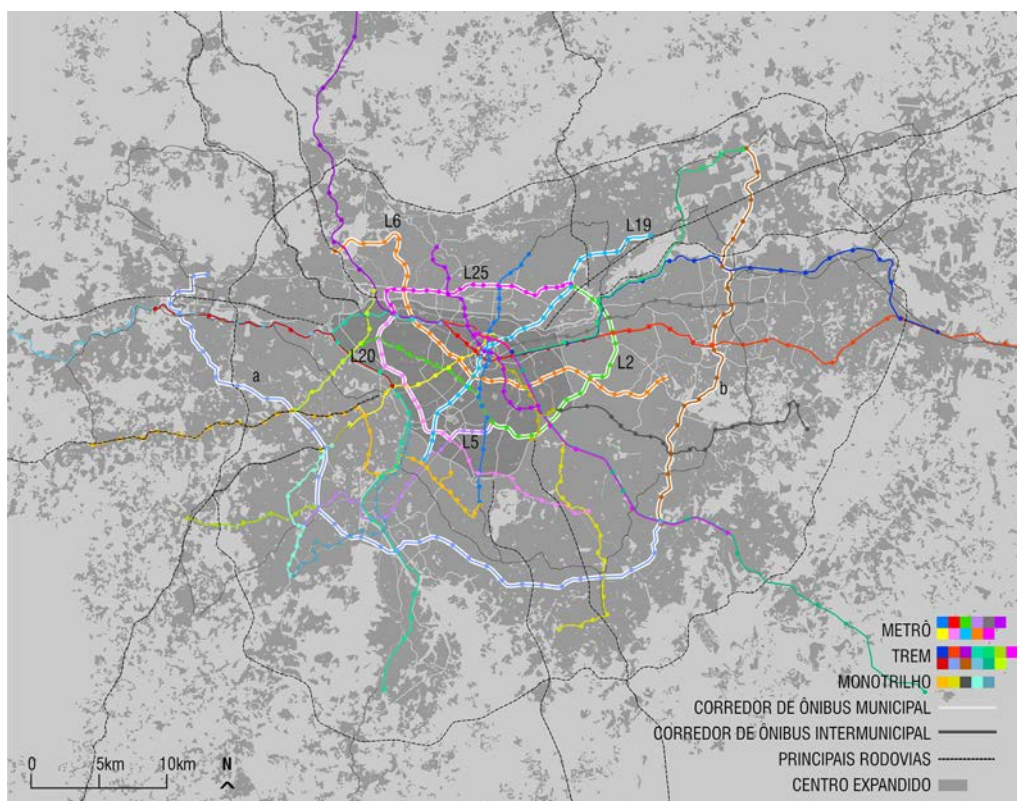 L6
L19
L25
L20
L2
a
b
L5
METRÔ
TREM
MONOTRILHO
CORREDOR DE ÔNIBUS MUNICIPAL
CORREDOR DE ÔNIBUS INTERMUNICIPAL
PRINCIPAIS RODOVIAS
CENTRO EXPANDIDO
0 5km 10km N